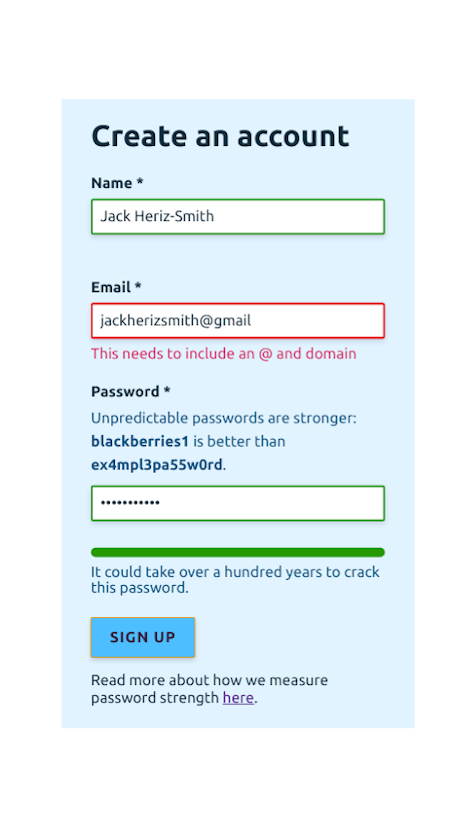 Create an account
Name *
Jack Heriz-Smith
Email *
jackherizsmith@gmail
This needs to include an @ and domain
Password *
Unpredictable passwords are stronger:
blackberries1 is better than
ex4mpl3pa55w0rd.
•••••••••••
It could take over a hundred years to crack
this password.
SIGN UP
Read more about how we measure
password strength here.